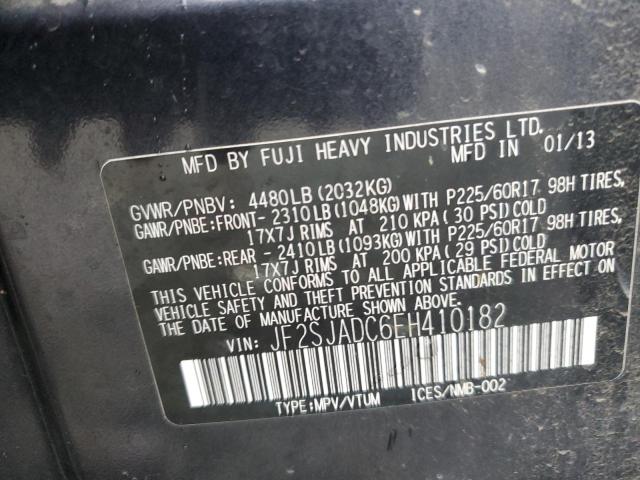 MFD BY FUJI HEAVY INDUSTRIES LTD.
MFD IN 01/13
GVWR/PNBV: 4480LB(2032KG)
GAWR/PNBE:FRONT-2310LB(1048KG)WITH P225/60R17 98H TIRES,
17X7J RIMS AT 210 KPA(30 PSI)COLD
GAWR/PNBE:REAR -2410LB(1093KG)WITH P225/60R17 98H TIRES,
17X7J RIMS AT 200 KPA(29 PSI)COLD
THIS VEHICLE CONFORMS TO ALL APPLICABLE FEDERAL MOTOR
VEHICLE SAFETY AND THEFT PREVENTION STANDARDS IN EFFECT ON
THE DATE OF MANUFACTURE SHOWN ABOVE.
VIN: JF2SJADC6EH410182
TYPE:MPV/VTUM ICES/NMB-002